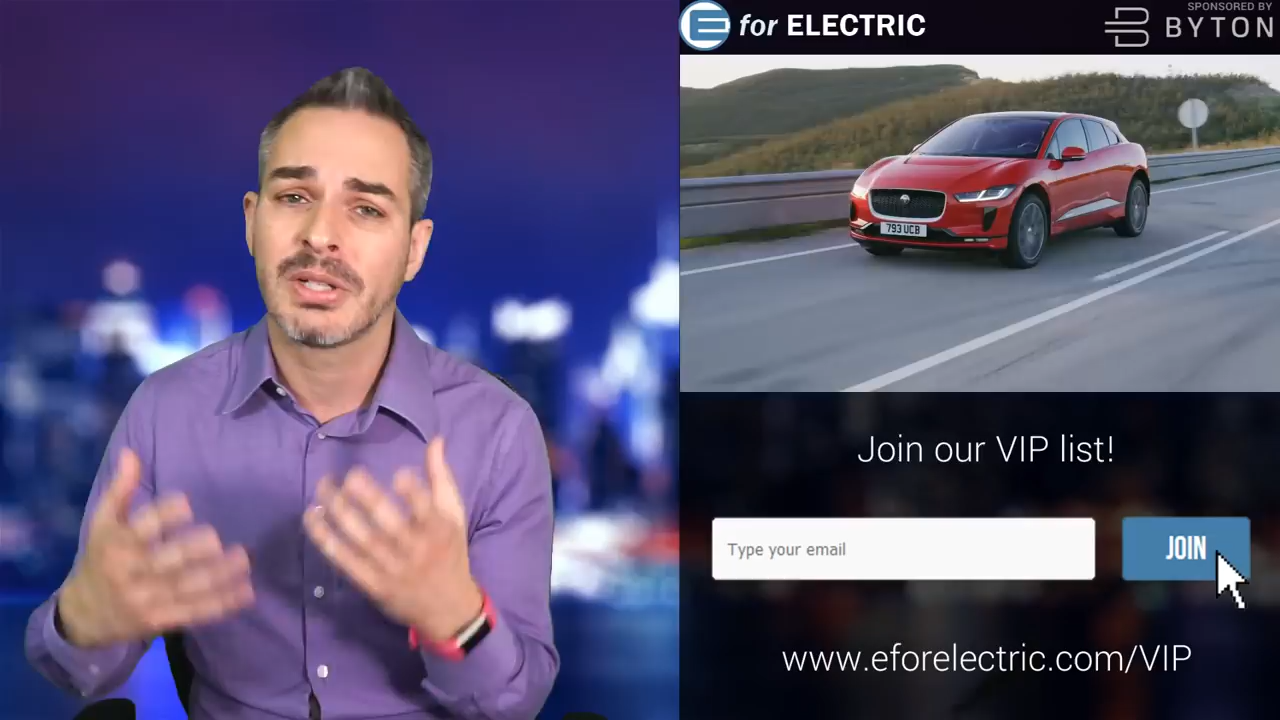 E for ELECTRIC
SPONSORED BY
BYTON
793 UCB
Join our VIP list!
Type your email
JOIN
www.eforelectric.com/VIP